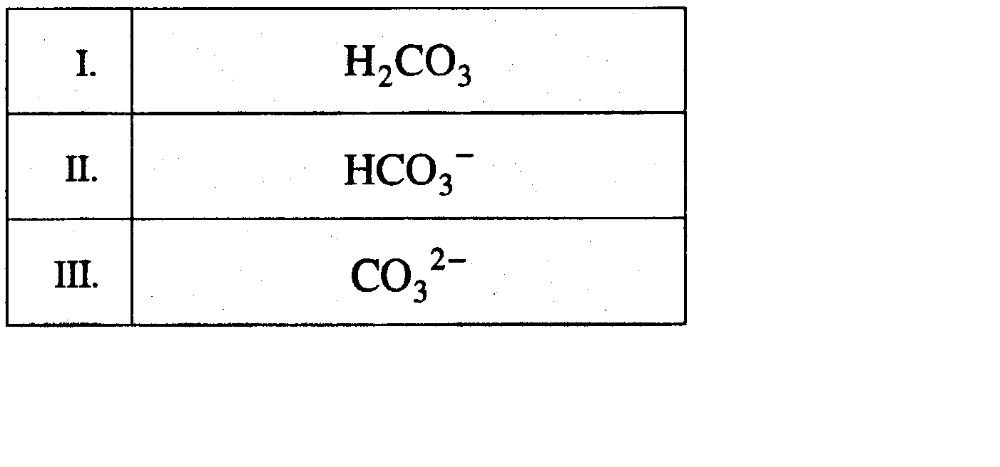 I. H₂CO₃
II. HCO₃⁻
III. CO₃²⁻